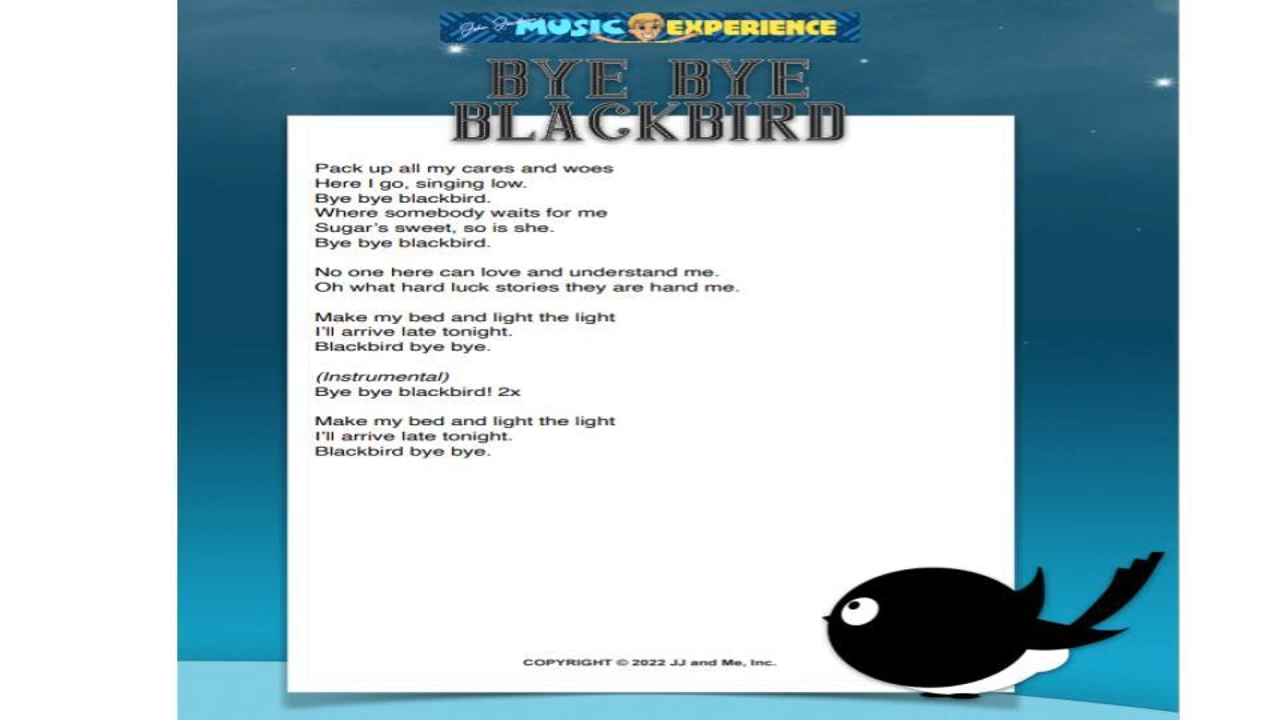 MUSIC EXPERIENCE
BYE BYE
BLACKBIRD
Pack up all my cares and woes
Here I go, singing low.
Bye bye blackbird.
Where somebody waits for me
Sugar's sweet, so is she.
Bye bye blackbird.
No one here can love and understand me.
Oh what hard luck stories they are hand me.
Make my bed and light the light
I'll arrive late tonight.
Blackbird bye bye.
(Instrumental)
Bye bye blackbird! 2x
Make my bed and light the light
I'll arrive late tonight.
Blackbird bye bye.
COPYRIGHT © 2022 JJ and Me, Inc.